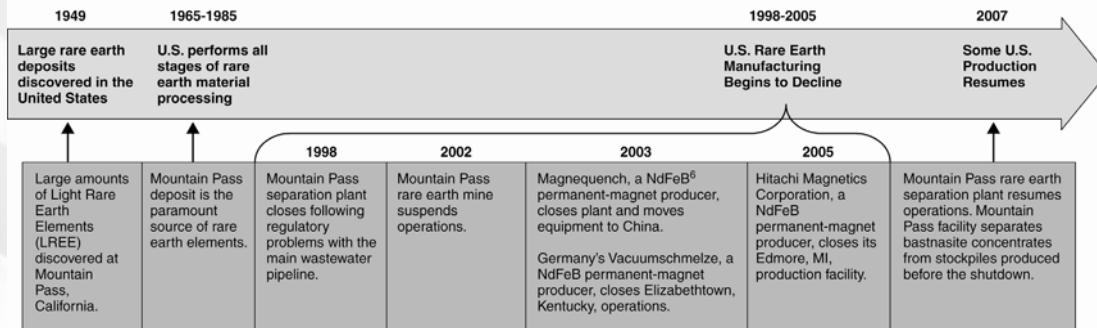 1949
Large rare earth
deposits
discovered in the
United States
1965-1985
U.S. performs all
stages of rare
earth material
processing
1998-2005
U.S. Rare Earth
Manufacturing
Begins to Decline
2007
Some U.S.
Production
Resumes
Large amounts
of Light Rare
Earth
Elements
(LREE)
discovered at
Mountain
Pass,
California.
Mountain Pass
deposit is the
paramount
source of rare
earth elements.
1998
Mountain Pass
separation plant
closes following
regulatory
problems with the
main wastewater
pipeline.
2002
Mountain Pass
rare earth mine
suspends
operations.
2003
Magnequench, a NdFeB⁶
permanent-magnet producer,
closes plant and moves
equipment to China.
Germany's Vacuumschmelze, a
NdFeB permanent-magnet
producer, closes Elizabethtown,
Kentucky, operations.
2005
Hitachi Magnetics
Corporation, a
NdFeB
permanent-magnet
producer, closes its
Edmore, MI,
production facility.
Mountain Pass rare earth
separation plant resumes
operations. Mountain
Pass facility separates
bastnasite concentrates
from stockpiles produced
before the shutdown.